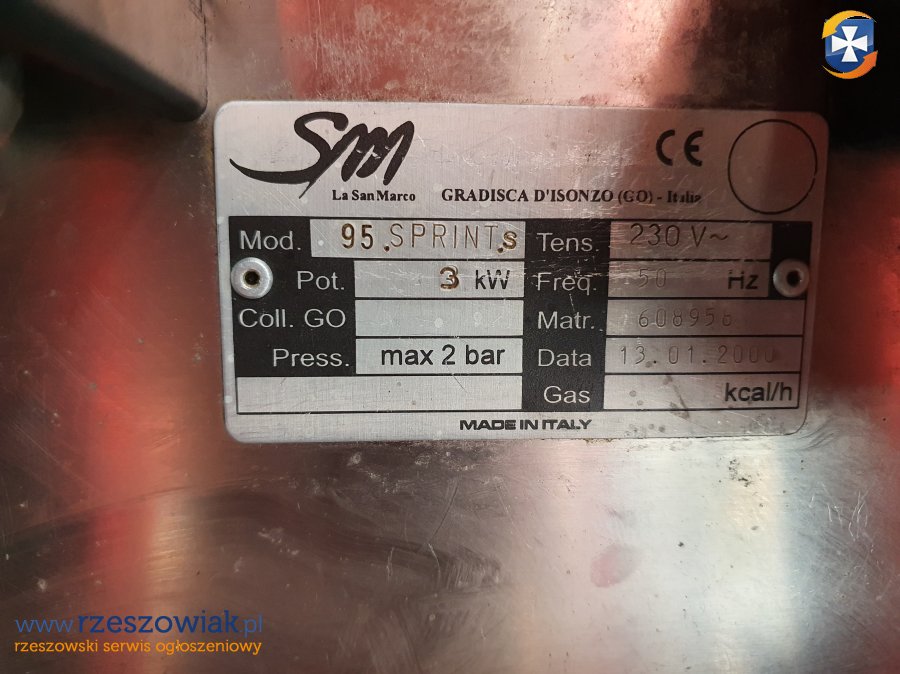 SM
La San Marco GRADISCA D'ISONZO (GO) - Italia
CE
Mod. 95.SPRINT.s Tens. 230 V~
Pot. 3 kW Freq. 50 Hz
Coll. GO Matr. 608956
Press. max 2 bar Data 13.01.2000
Gas kcal/h
MADE IN ITALY
www.rzeszowiak.pl
rzeszowski serwis ogłoszeniowy